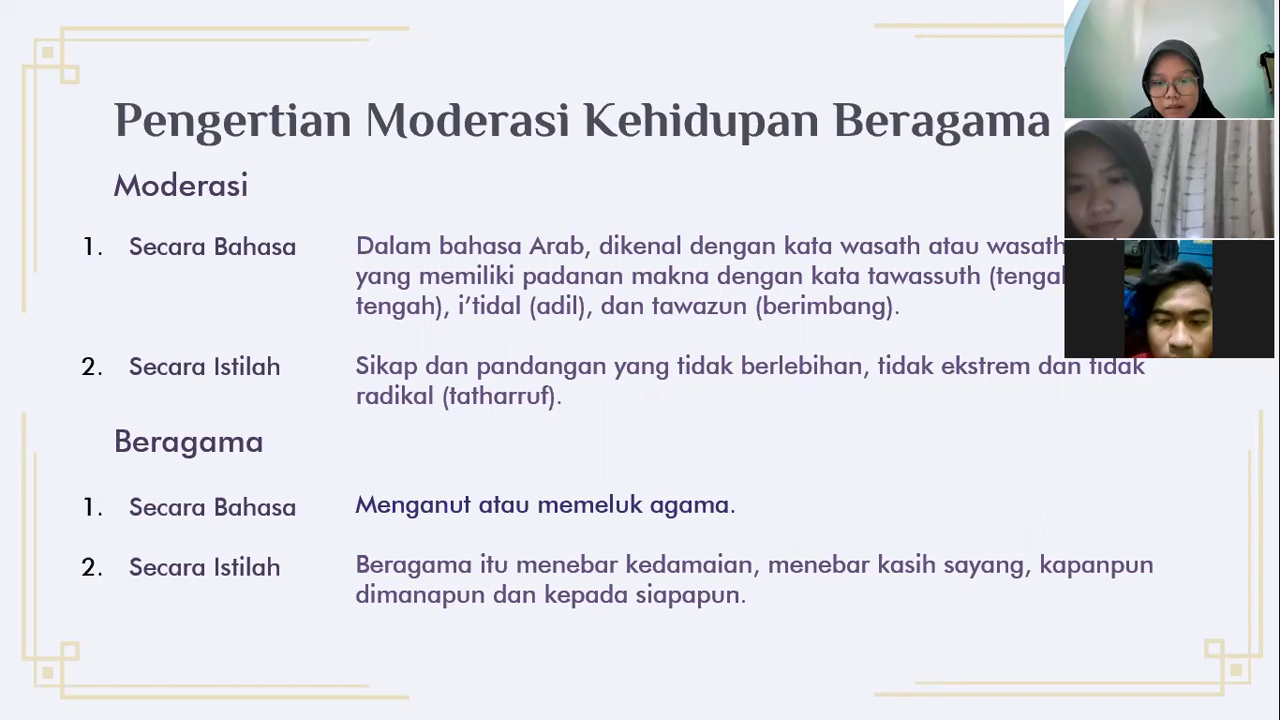 Pengertian Moderasi Kehidupan Beragama
Moderasi
1. Secara Bahasa
Dalam bahasa Arab, dikenal dengan kata wasath atau
yang memiliki padanan makna dengan kata tawassuth
tengah), i'tidal (adil), dan tawazun (berimbang).
2. Secara Istilah
Sikap dan pandangan yang tidak berlebihan, tidak ekstrem dan tidak
radikal (tatharruf).
Beragama
1. Secara Bahasa
Menganut atau memeluk agama.
2. Secara Istilah
Beragama itu menebar kedamaian, menebar kasih sayang, kapanpun
dimanapun dan kepada siapapun.